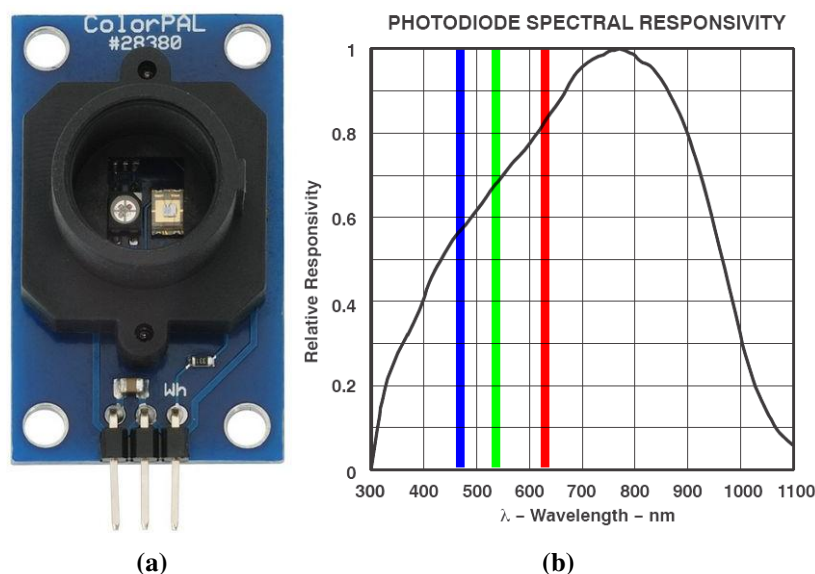 ColorPAL
#28380
Wh
(a)
PHOTODIODE SPECTRAL RESPONSIVITY
Relative Responsivity
1
0.8
0.6
0.4
0.2
0
300 400 500 600 700 800 900 1000 1100
λ – Wavelength – nm
(b)